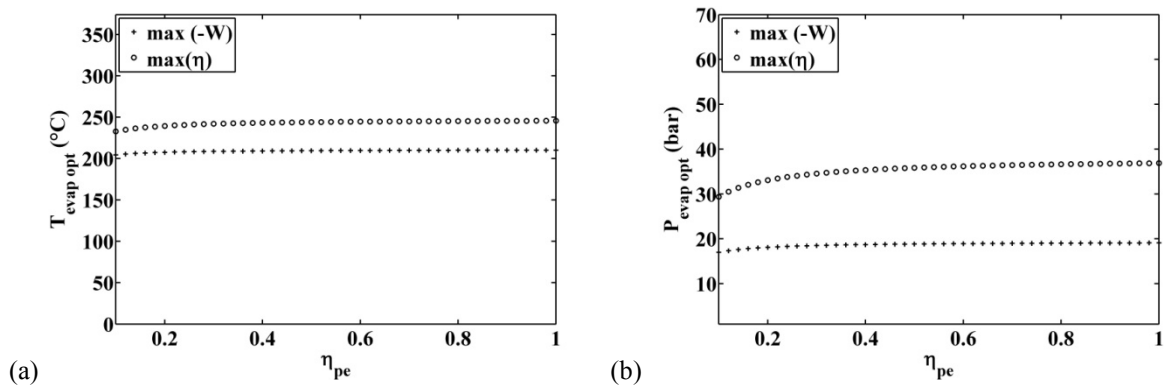 max (-W)
max(η)
T evap opt (°C)
350
300
250
200
150
100
50
0
0.2 0.4 0.6 0.8 1
η pe
(a)
max (-W)
max(η)
P evap opt (bar)
70
60
50
40
30
20
10
0.2 0.4 0.6 0.8 1
η pe
(b)